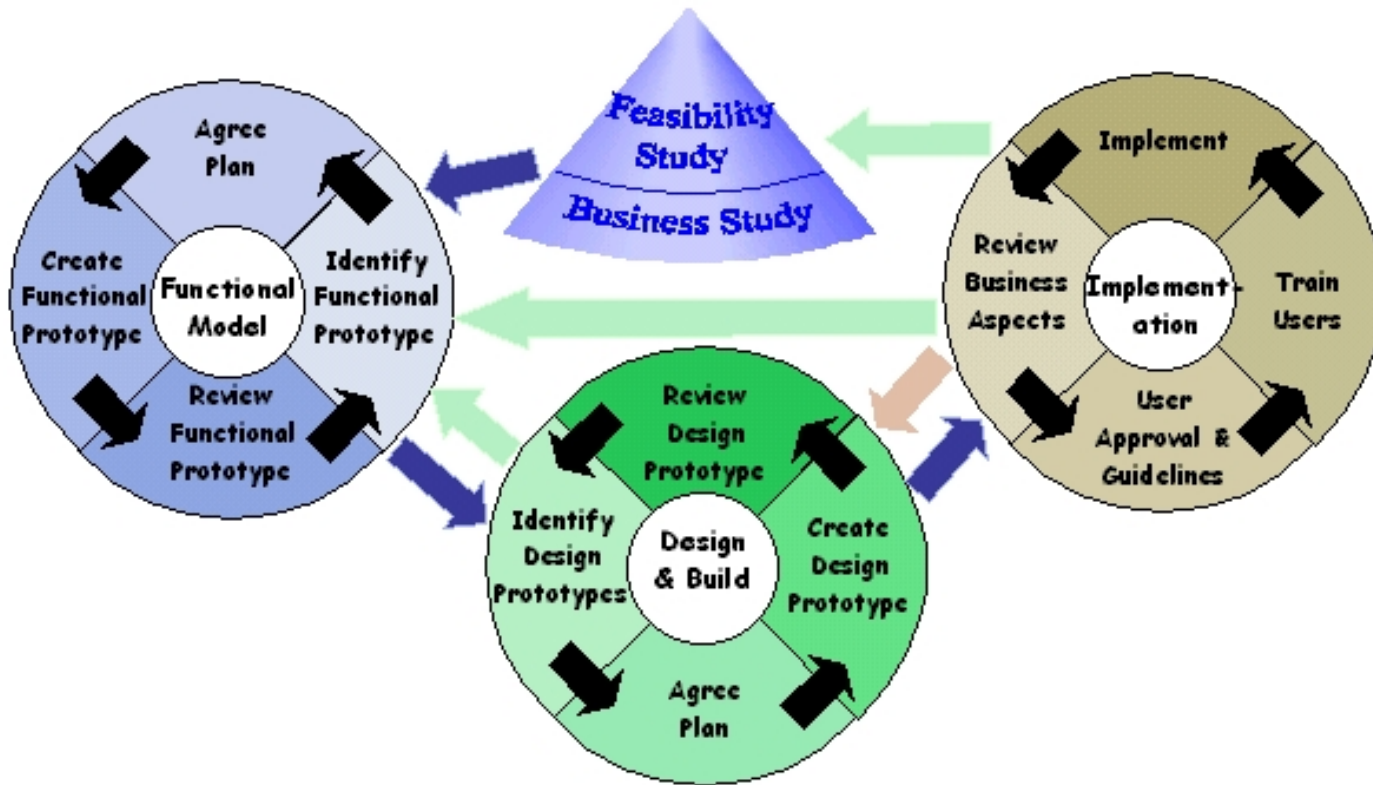 Feasibility
Study
Business Study
Agree
Plan
Create
Functional
Prototype
Functional
Model
Identify
Functional
Prototype
Review
Functional
Prototype
Review
Design
Prototype
Identify
Design
Prototypes
Design
& Build
Create
Design
Prototype
Agree
Plan
Implement
Review
Business
Aspects
Implement-
ation
Train
Users
User
Approval &
Guidelines